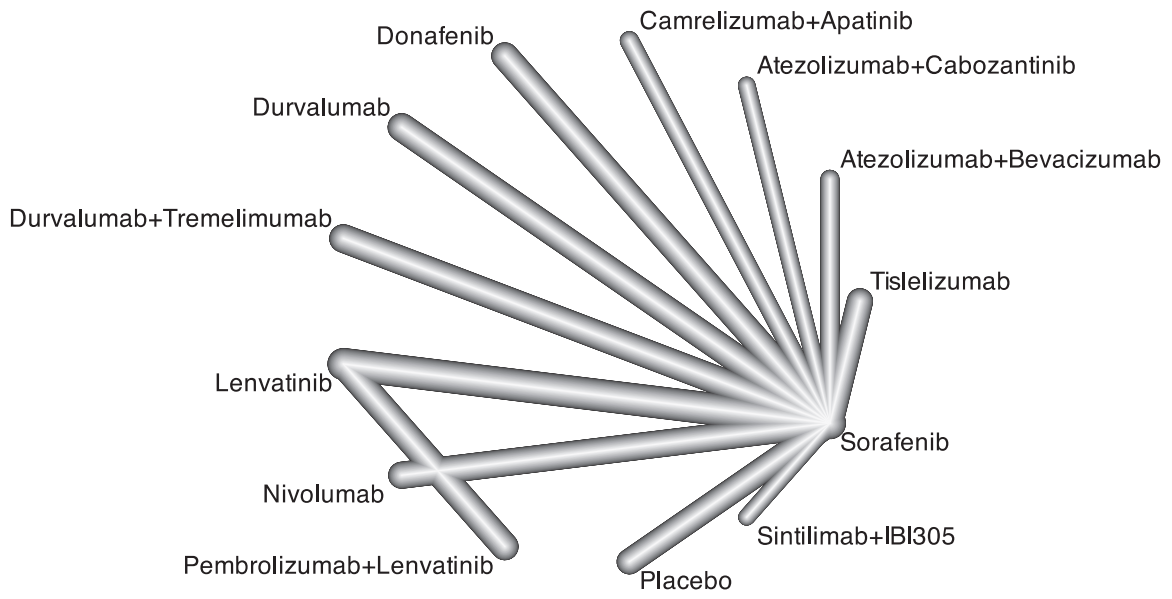 Camrelizumab+Apatinib
Donafenib
Atezolizumab+Cabozantinib
Durvalumab
Atezolizumab+Bevacizumab
Durvalumab+Tremelimumab
Tislelizumab
Lenvatinib
Sorafenib
Nivolumab
Sintilimab+IBI305
Pembrolizumab+Lenvatinib
Placebo